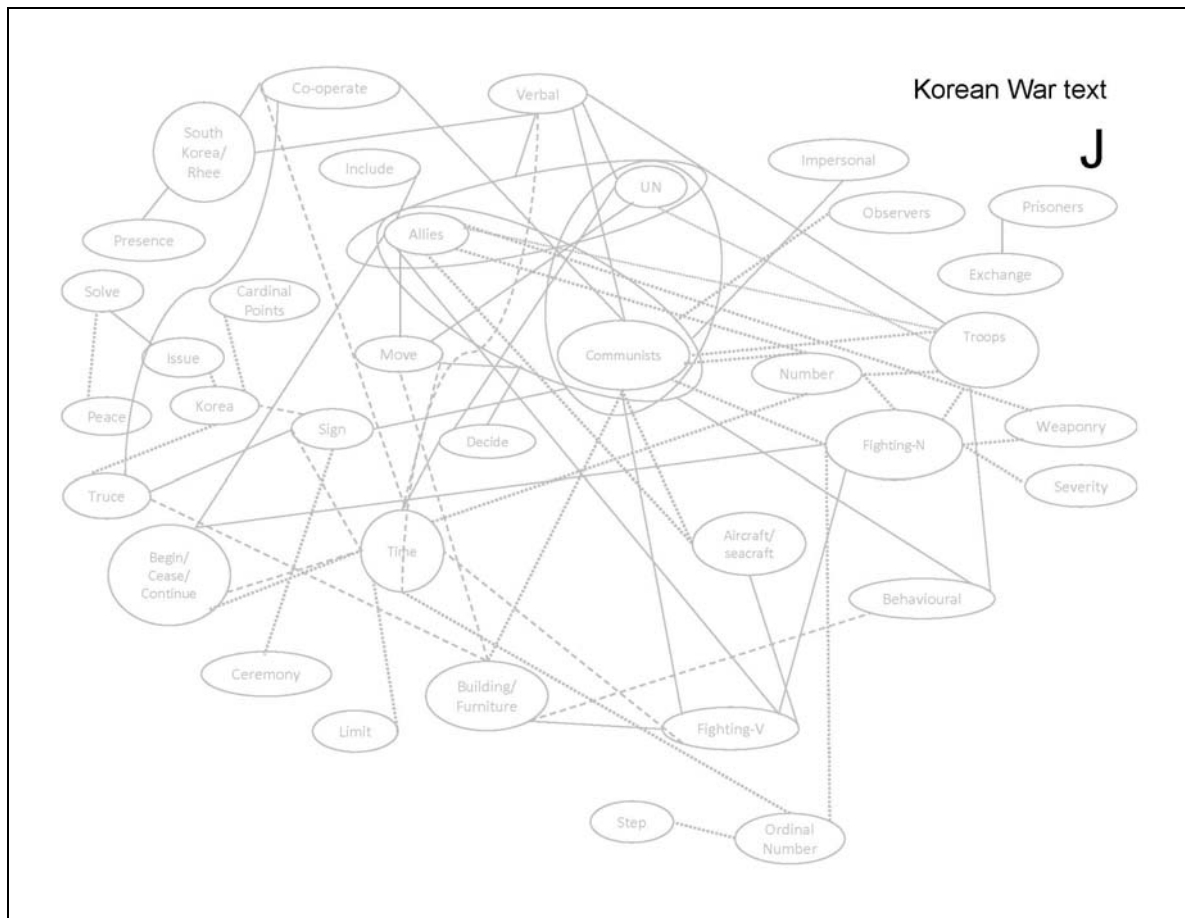 Korean War text
J
Co-operate
Verbal
South
Korea/
Rhee
Include
UN
Impersonal
Observers
Prisoners
Presence
Allies
Exchange
Solve
Cardinal
Points
Issue
Move
Communists
Number
Troops
Peace
Korea
Sign
Decide
Fighting-N
Weaponry
Truce
Severity
Begin/
Cease/
Continue
Time
Aircraft/
seacraft
Behavioural
Ceremony
Building/
Furniture
Limit
Fighting-V
Step
Ordinal
Number